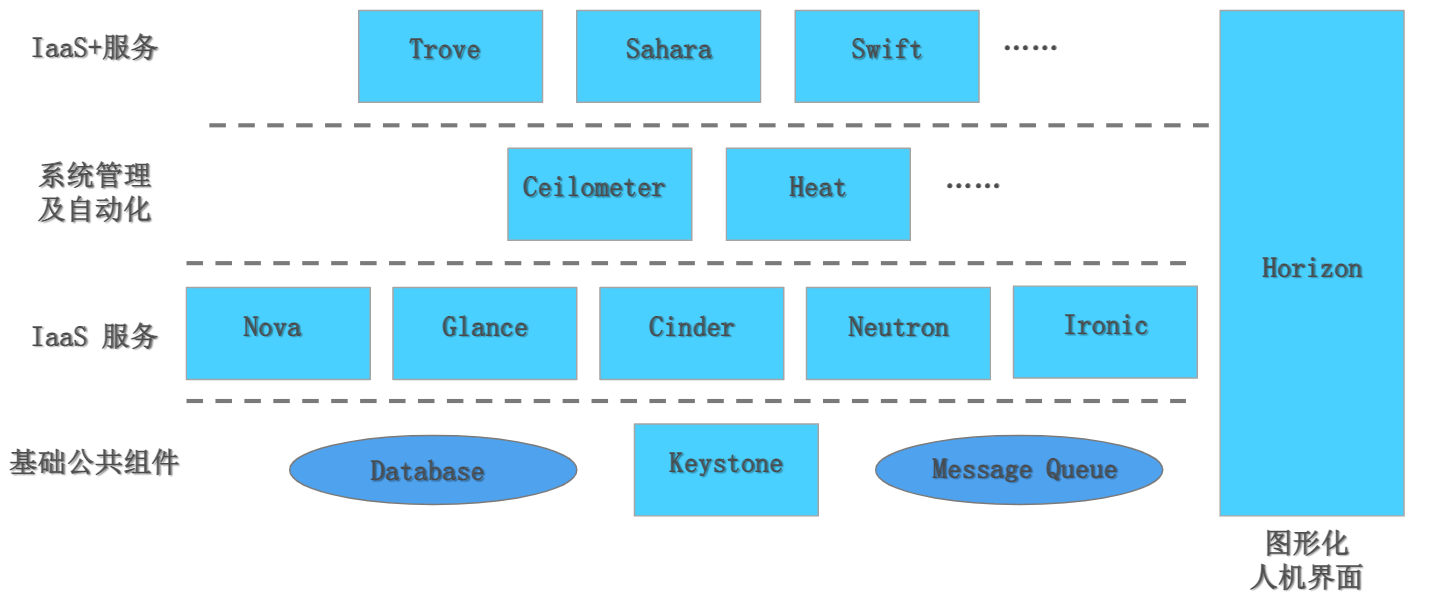 IaaS+服务
Trove
Sahara
Swift
……
系统管理
及自动化
Ceilometer
Heat
……
Horizon
IaaS 服务
Nova
Glance
Cinder
Neutron
Ironic
基础公共组件
Database
Keystone
Message Queue
图形化
人机界面